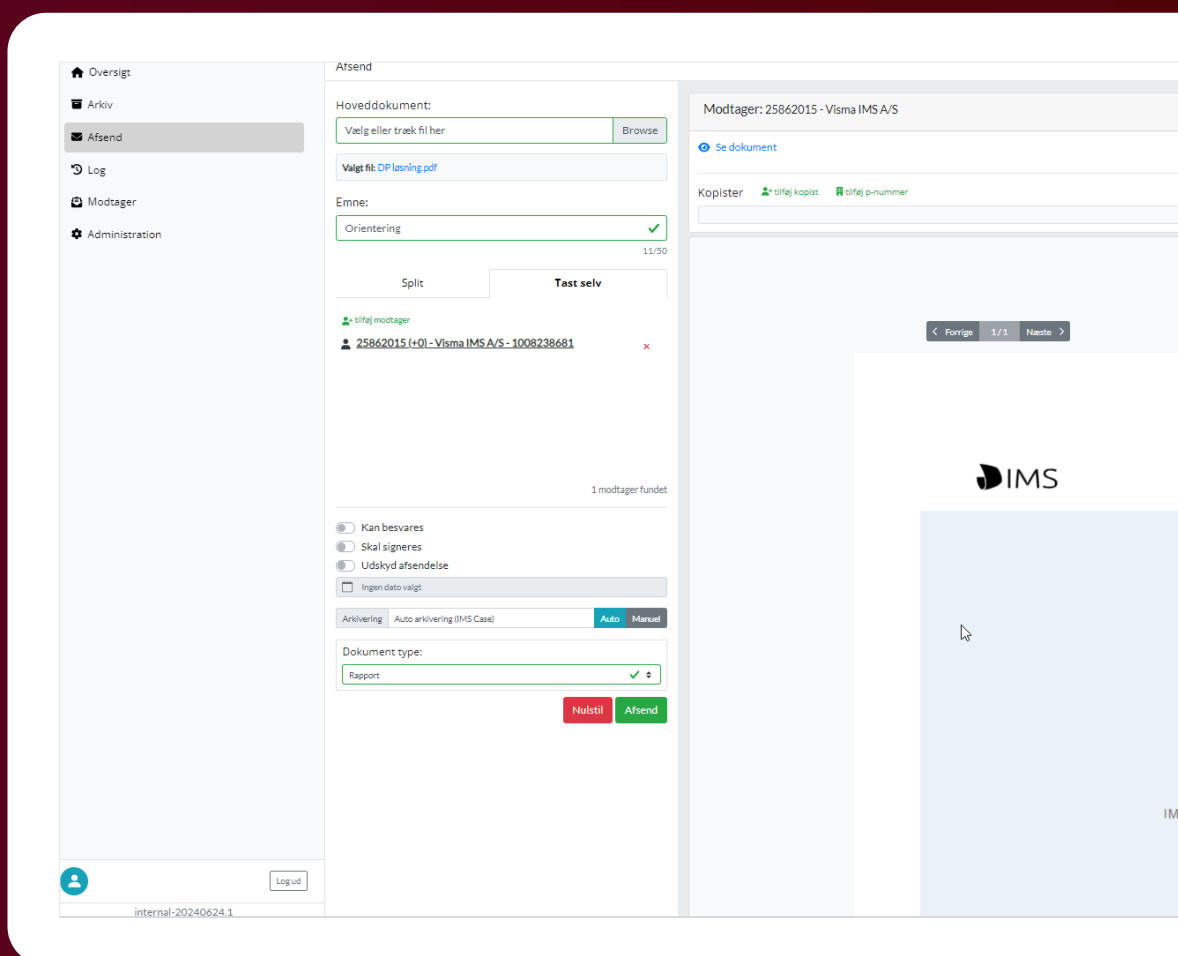 Oversigt
Arkiv
Afsend
Log
Modtager
Administration
Log ud
internal-20240624.1
Afsend
Hoveddokument:
Vælg eller træk fil her Browse
Valgt fil: DP løsning.pdf
Emne:
Orientering
11/50
Split Tast selv
tilføj modtager
25862015 (+0) - Visma IMS A/S - 1008238681 ×
1 modtager fundet
Kan besvares
Skal signeres
Udskyd afsendelse
Ingen dato valgt
Arkivering Auto arkivering (IMS Case) Auto Manuel
Dokument type:
Rapport
Nulstil Afsend
Modtager: 25862015 - Visma IMS A/S
Se dokument
Kopister tilføj kopist tilføj p-nummer
Forrige 1/1 Næste
IMS
IM